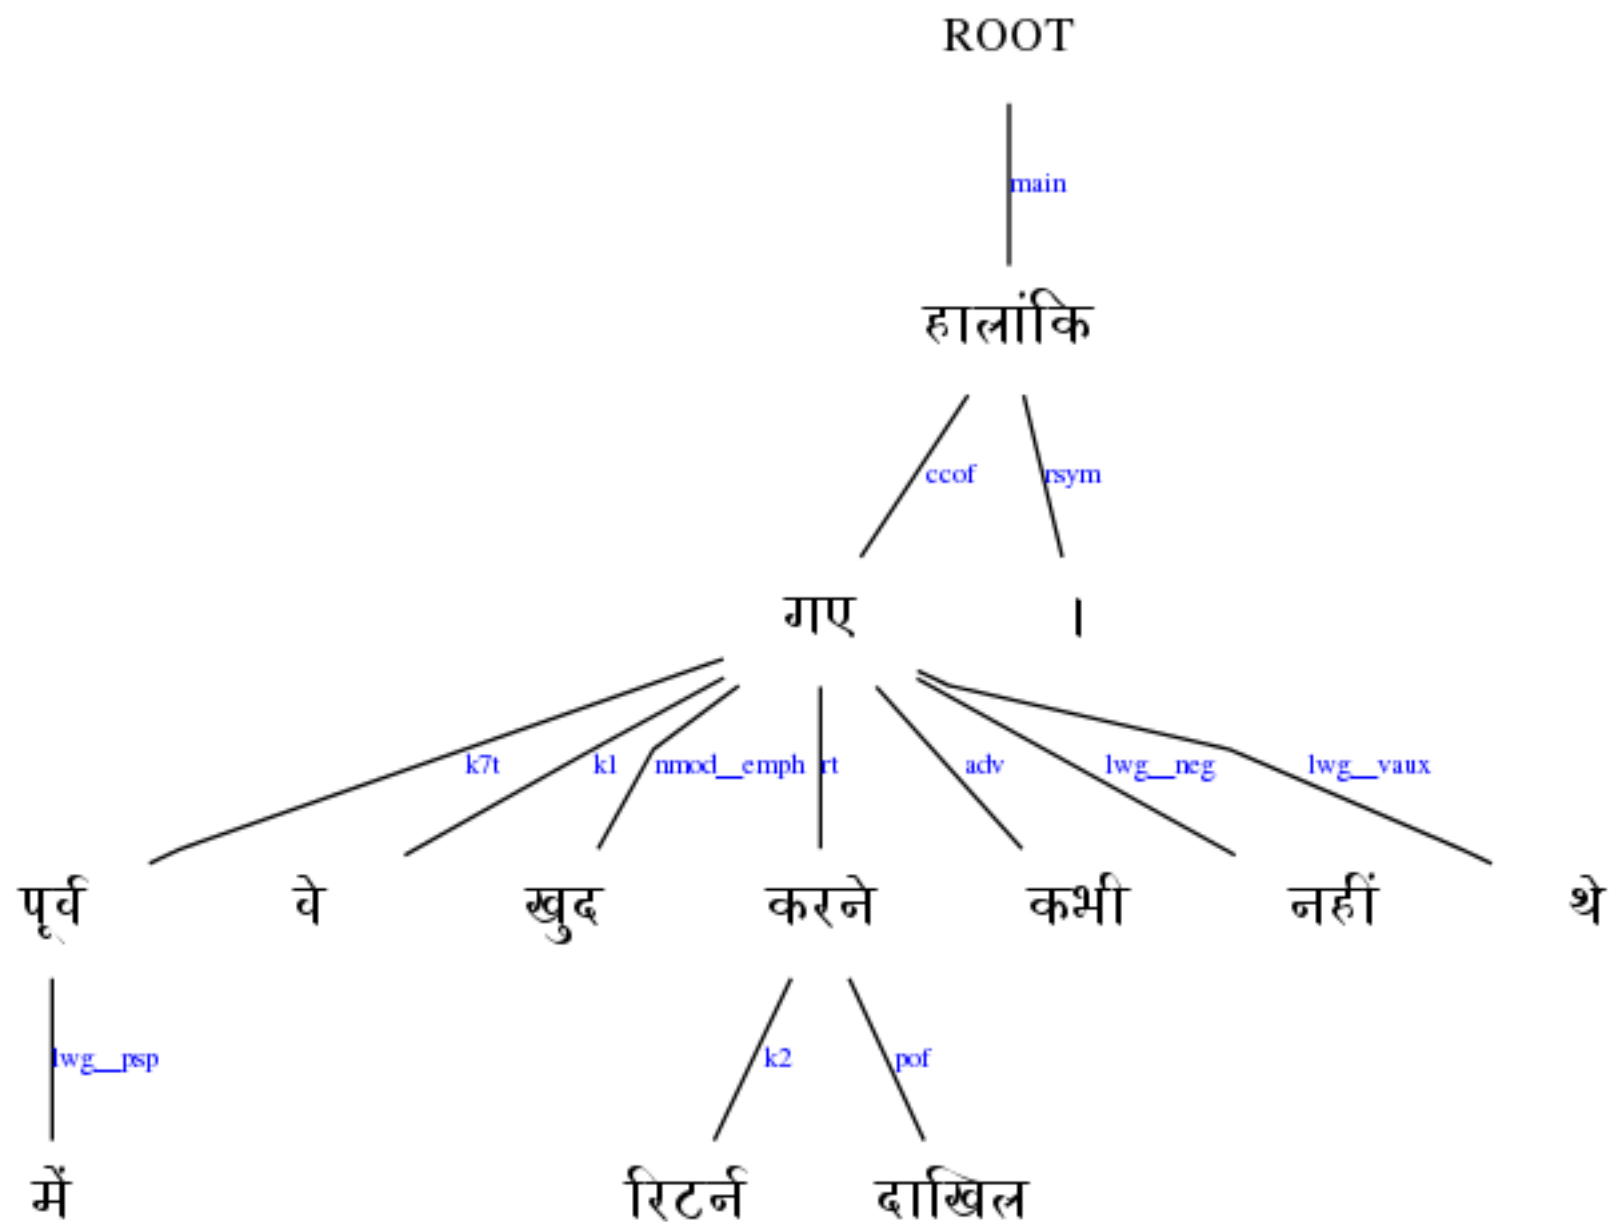 ROOT
main
हालांकि
ccof rsym
गए ।
k7t k1 nmod__emph rt adv lwg__neg lwg__vaux
पूर्व वे खुद करने कभी नहीं थे
lwg__psp k2 pof
में रिटर्न दाखिल